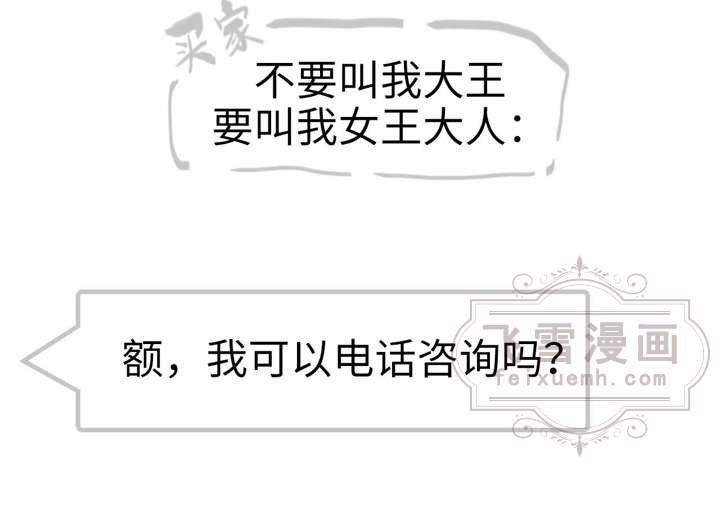 买家
不要叫我大王
要叫我女王大人：
额，我可以电话咨询吗？
飞雪漫画
feixuemh.com